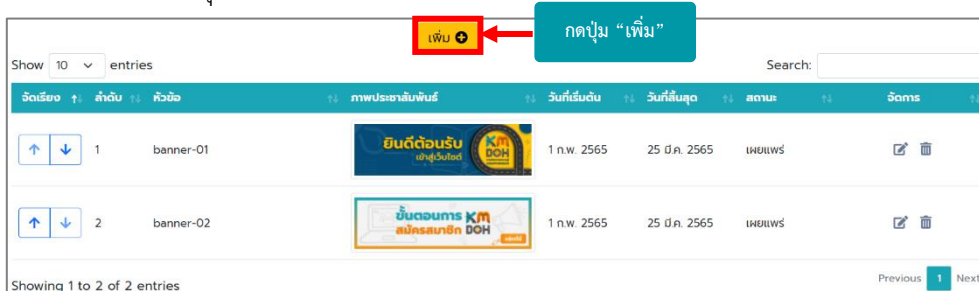 เพิ่ม
กดปุ่ม “เพิ่ม”
Show 10 entries
Search:
จัดเรียง ลำดับ หัวข้อ ภาพประชาสัมพันธ์ วันที่เริ่มต้น วันที่สิ้นสุด สถานะ จัดการ
1 banner-01 ยินดีต้อนรับ เข้าสู่เว็บไซต์ KM DOH 1 ก.พ. 2565 25 มี.ค. 2565 เผยแพร่
2 banner-02 ขั้นตอนการ สมัครสมาชิก KM DOH 1 ก.พ. 2565 25 มี.ค. 2565 เผยแพร่
Showing 1 to 2 of 2 entries
Previous 1 Next